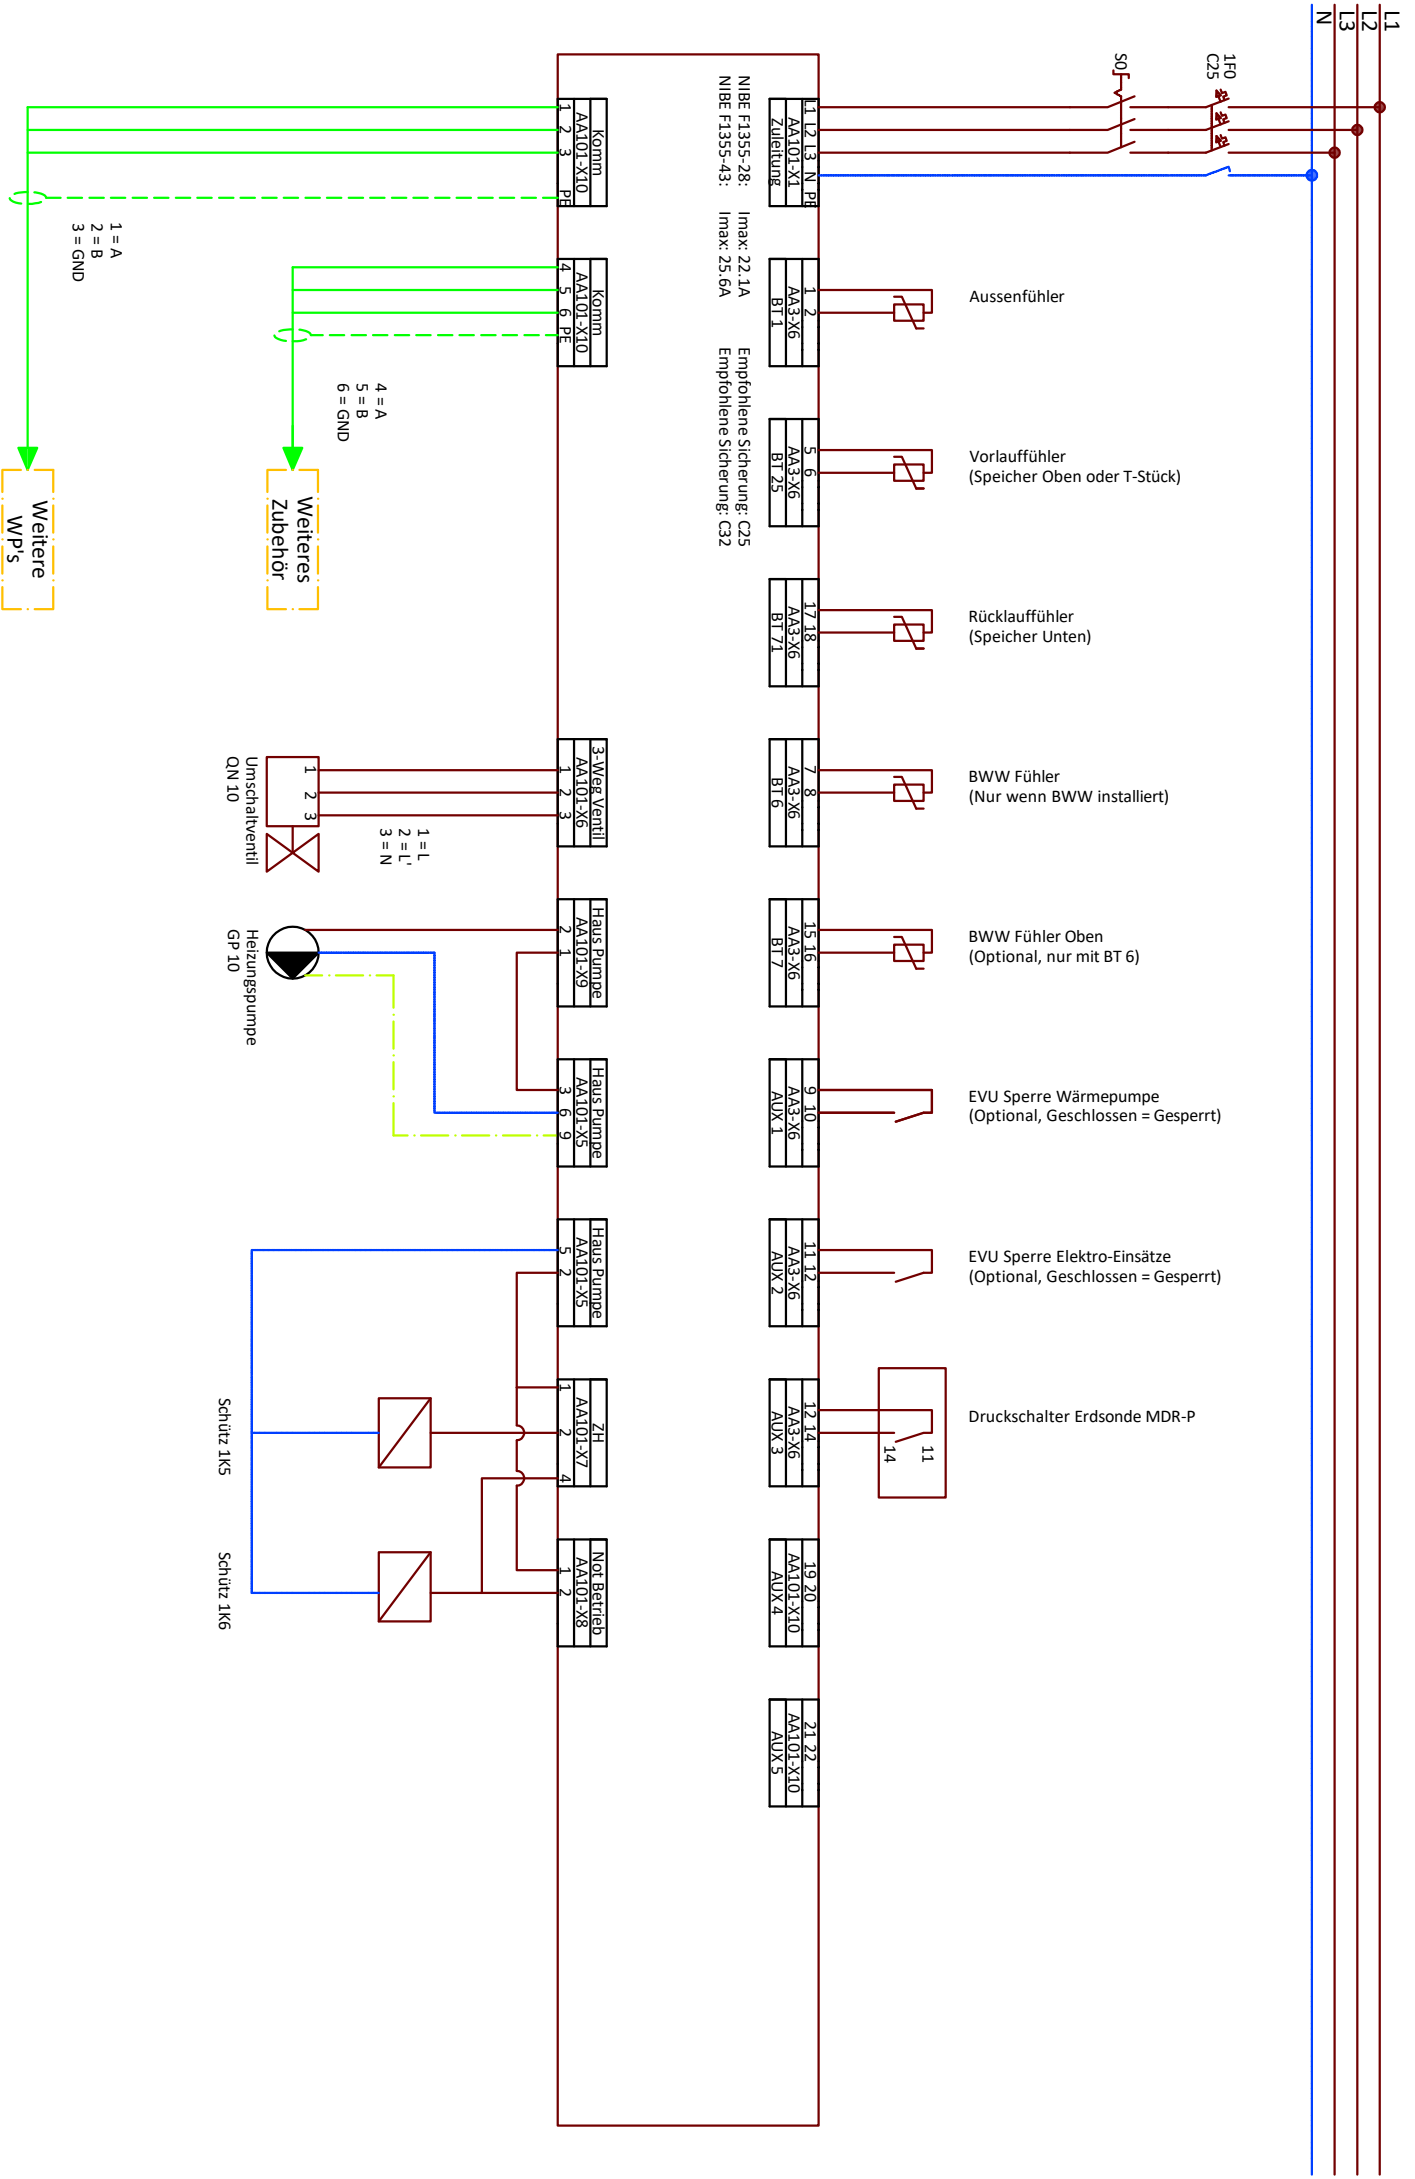 L1
L2
L3
N
1F0
C25
S0
L1 L2 L3 N PE
AA101-X1
Zuleitung
NIBE F1355-28: Imax: 22.1A Empfohlene Sicherung: C25
NIBE F1355-43: Imax: 25.6A Empfohlene Sicherung: C32
Aussenfühler
1 2
AA3-X6
BT 1
Vorlauffühler
(Speicher Oben oder T-Stück)
5 6
AA3-X6
BT 25
Rücklauffühler
(Speicher Unten)
17 18
AA3-X6
BT 71
BWW Fühler
(Nur wenn BWW installiert)
7 8
AA3-X6
BT 6
BWW Fühler Oben
(Optional, nur mit BT 6)
15 16
AA3-X6
BT 7
EVU Sperre Wärmepumpe
(Optional, Geschlossen = Gesperrt)
9 10
AA3-X6
AUX 1
EVU Sperre Elektro-Einsätze
(Optional, Geschlossen = Gesperrt)
11 12
AA3-X6
AUX 2
Druckschalter Erdsonde MDR-P
11
14
12 14
AA3-X6
AUX 3
19 20
AA101-X10
AUX 4
21 22
AA101-X10
AUX 5
Komm
AA101-X10
1 2 3 PE
1 = A
2 = B
3 = GND
Weitere
WP's
Komm
AA101-X10
4 5 6 PE
4 = A
5 = B
6 = GND
Weiteres
Zubehör
3-Weg Ventil
AA101-X6
1 2 3
1 = L
2 = L'
3 = N
1 2 3
Umschaltventil
QN 10
Haus Pumpe
AA101-X9
2 1
Heizungspumpe
GP 10
Haus Pumpe
AA101-X5
3 6 9
Haus Pumpe
AA101-X5
5 2
ZH
AA101-X7
1 2 4
Schütz 1K5
Not Betrieb
AA101-X8
1 2
Schütz 1K6